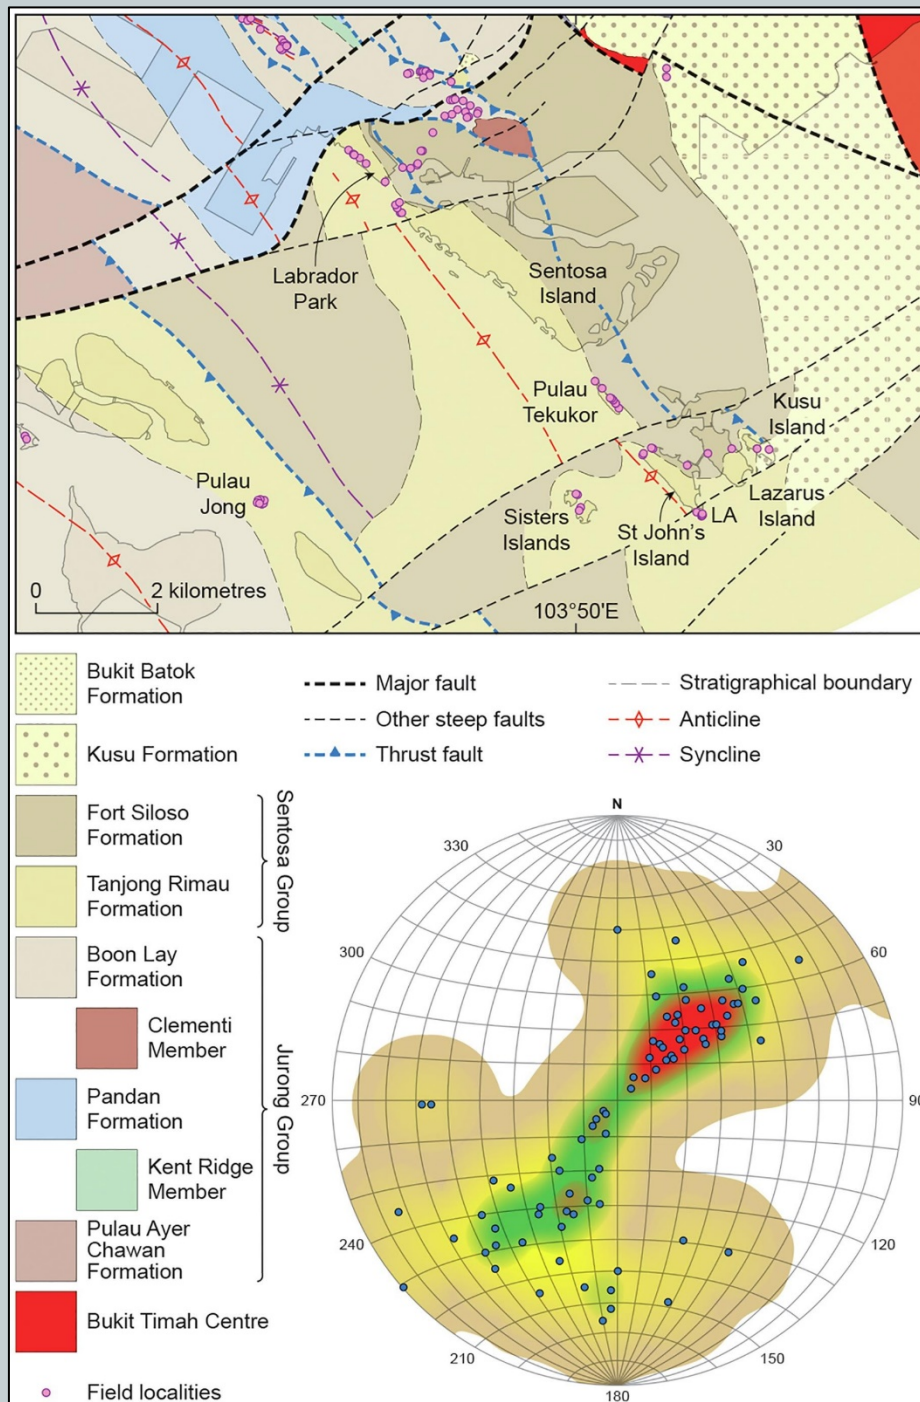 Labrador
Park
Sentosa
Island
Pulau
Tekukor
Kusu
Island
Pulau
Jong
Sisters
Islands
St John's
Island
LA
Lazarus
Island
0 2 kilometres
103°50'E
Bukit Batok
Formation
Kusu Formation
Fort Siloso
Formation
Tanjong Rimau
Formation
Sentosa Group
Boon Lay
Formation
Clementi
Member
Pandan
Formation
Kent Ridge
Member
Pulau Ayer
Chawan
Formation
Jurong Group
Bukit Timah Centre
Field localities
Major fault
Other steep faults
Thrust fault
Stratigraphical boundary
Anticline
Syncline
N
330
30
300
60
270
90
240
120
210
150
180